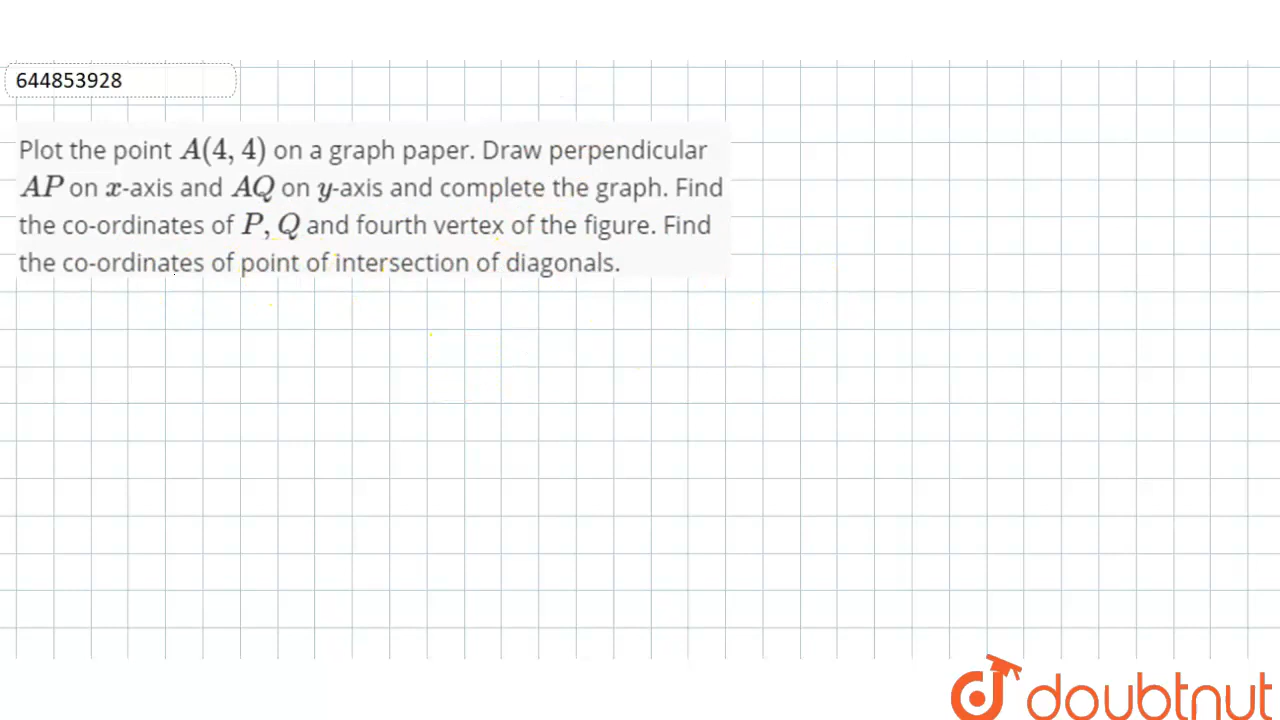 644853928
Plot the point A(4, 4) on a graph paper. Draw perpendicular
AP on x-axis and AQ on y-axis and complete the graph. Find
the co-ordinates of P, Q and fourth vertex of the figure. Find
the co-ordinates of point of intersection of diagonals.
doubtnut